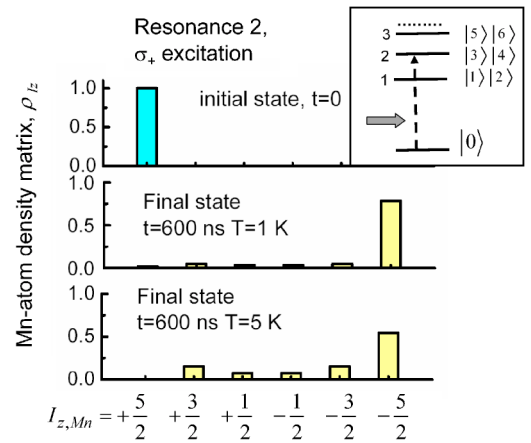 Resonance 2,
σ+ excitation
initial state, t=0
3 |5⟩|6⟩
2 |3⟩|4⟩
1 |1⟩|2⟩
|0⟩
Mn-atom density matrix, ρ_Iz
1.0
0.5
0.0
Final state
t=600 ns T=1 K
1.0
0.5
0.0
Final state
t=600 ns T=5 K
1.0
0.5
0.0
I_z,Mn = +5/2 +3/2 +1/2 −1/2 −3/2 −5/2